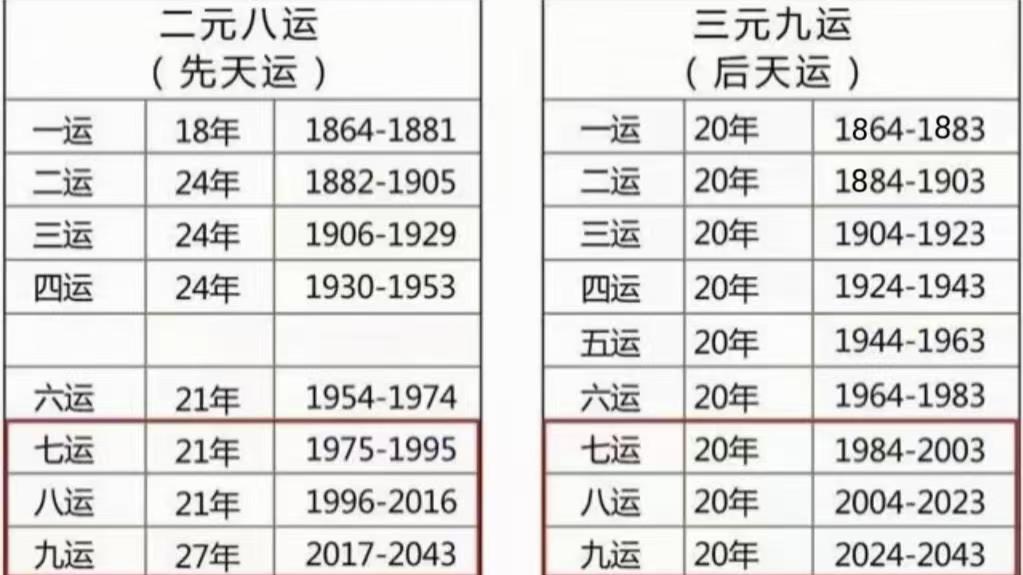 二元八运
（先天运）
一运 18年 1864-1881
二运 24年 1882-1905
三运 24年 1906-1929
四运 24年 1930-1953
六运 21年 1954-1974
七运 21年 1975-1995
八运 21年 1996-2016
九运 27年 2017-2043
三元九运
（后天运）
一运 20年 1864-1883
二运 20年 1884-1903
三运 20年 1904-1923
四运 20年 1924-1943
五运 20年 1944-1963
六运 20年 1964-1983
七运 20年 1984-2003
八运 20年 2004-2023
九运 20年 2024-2043